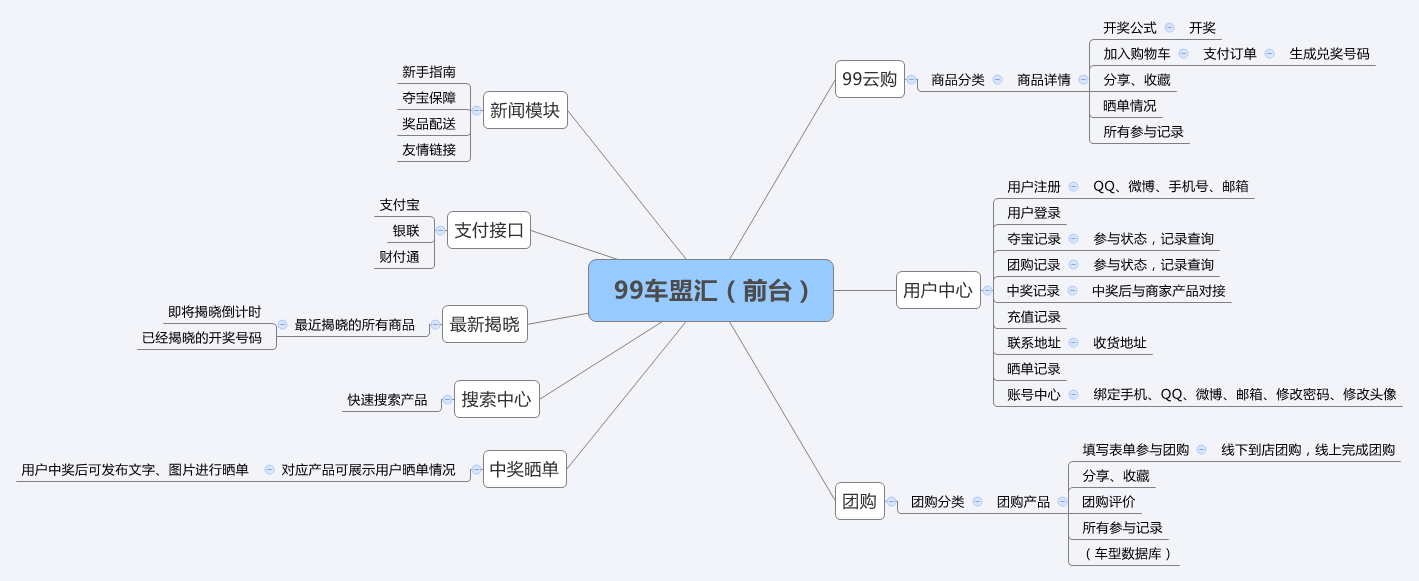 99车盟汇（前台）
99云购
商品分类
商品详情
开奖公式
开奖
加入购物车
支付订单
生成兑奖号码
分享、收藏
晒单情况
所有参与记录
用户中心
用户注册
QQ、微博、手机号、邮箱
用户登录
夺宝记录
参与状态，记录查询
团购记录
参与状态，记录查询
中奖记录
中奖后与商家产品对接
充值记录
联系地址
收货地址
晒单记录
账号中心
绑定手机、QQ、微博、邮箱、修改密码、修改头像
团购
团购分类
团购产品
填写表单参与团购
线下到店团购，线上完成团购
分享、收藏
团购评价
所有参与记录
（车型数据库）
新闻模块
新手指南
夺宝保障
奖品配送
友情链接
支付接口
支付宝
银联
财付通
最新揭晓
最近揭晓的所有商品
即将揭晓倒计时
已经揭晓的开奖号码
搜索中心
快速搜索产品
中奖晒单
对应产品可展示用户晒单情况
用户中奖后可发布文字、图片进行晒单